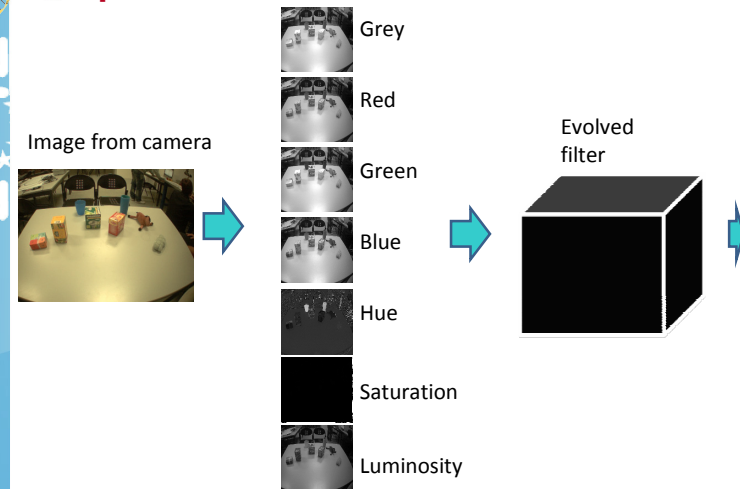 Image from camera
Grey
Red
Green
Blue
Hue
Saturation
Luminosity
Evolved
filter